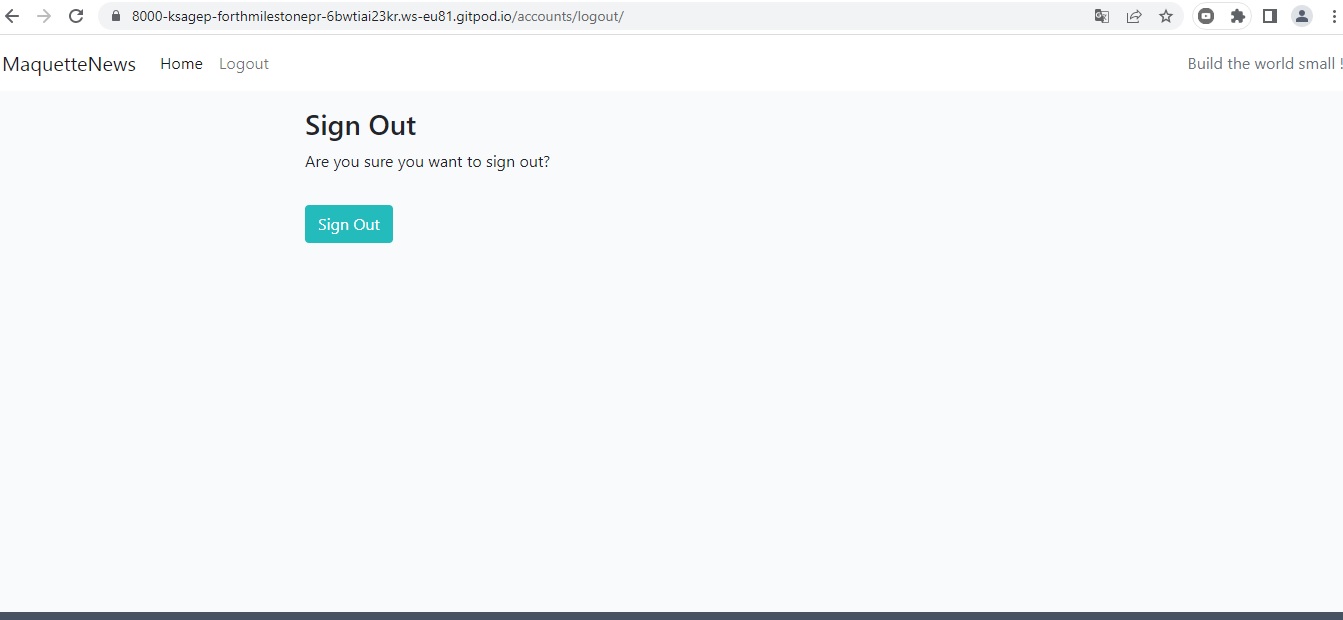 8000-ksagep-forthmilestonepr-6bwtiai23kr.ws-eu81.gitpod.io/accounts/logout/
MaquetteNews Home Logout Build the world small !
Sign Out
Are you sure you want to sign out?
Sign Out